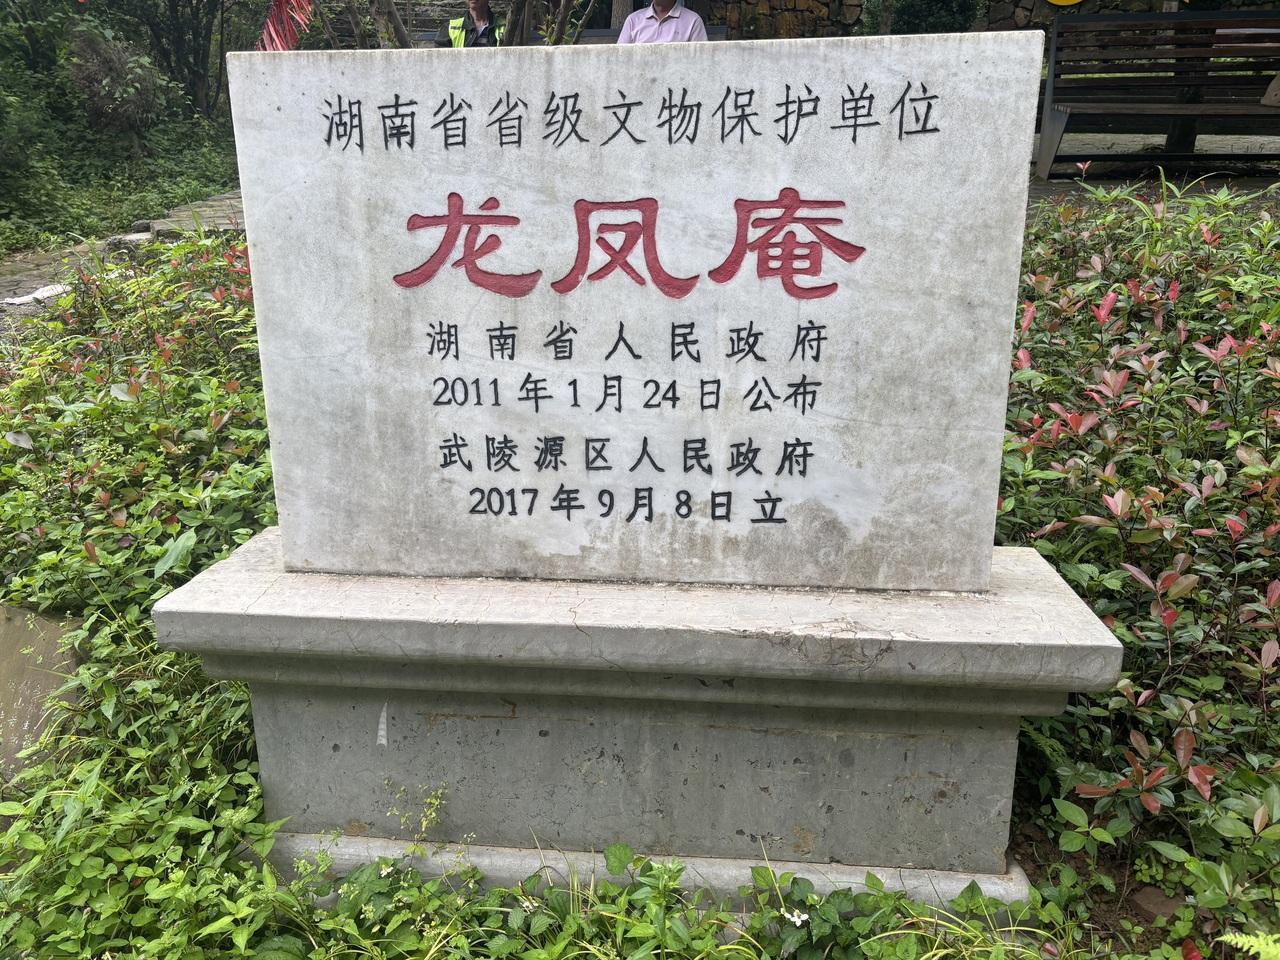 湖南省省级文物保护单位
龙凤庵
湖南省人民政府
2011年1月24日公布
武陵源区人民政府
2017年9月8日立